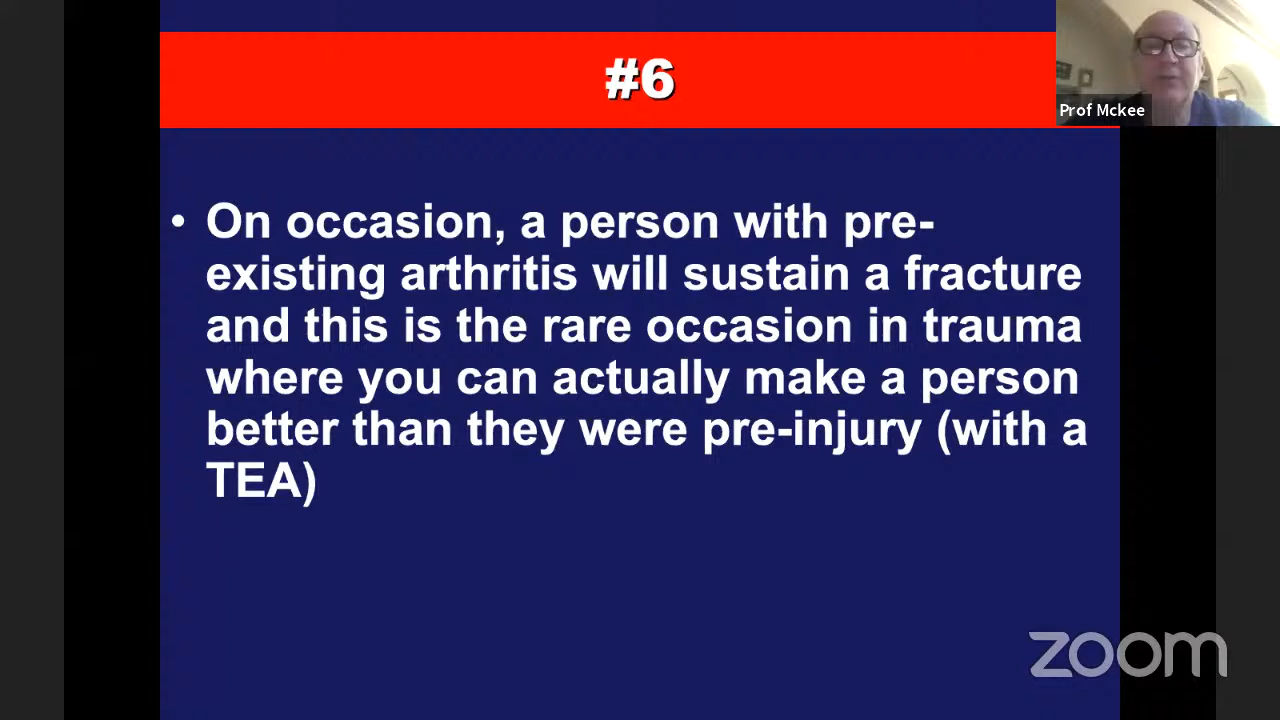 #6
Prof Mckee
• On occasion, a person with pre-
existing arthritis will sustain a fracture
and this is the rare occasion in trauma
where you can actually make a person
better than they were pre-injury (with a
TEA)
zoom